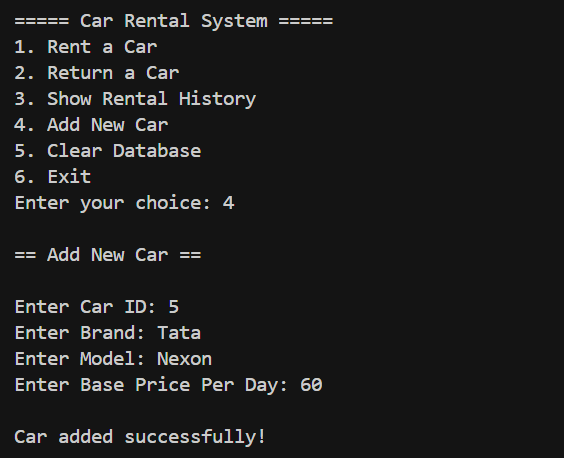 ===== Car Rental System =====
1. Rent a Car
2. Return a Car
3. Show Rental History
4. Add New Car
5. Clear Database
6. Exit
Enter your choice: 4
== Add New Car ==
Enter Car ID: 5
Enter Brand: Tata
Enter Model: Nexon
Enter Base Price Per Day: 60
Car added successfully!